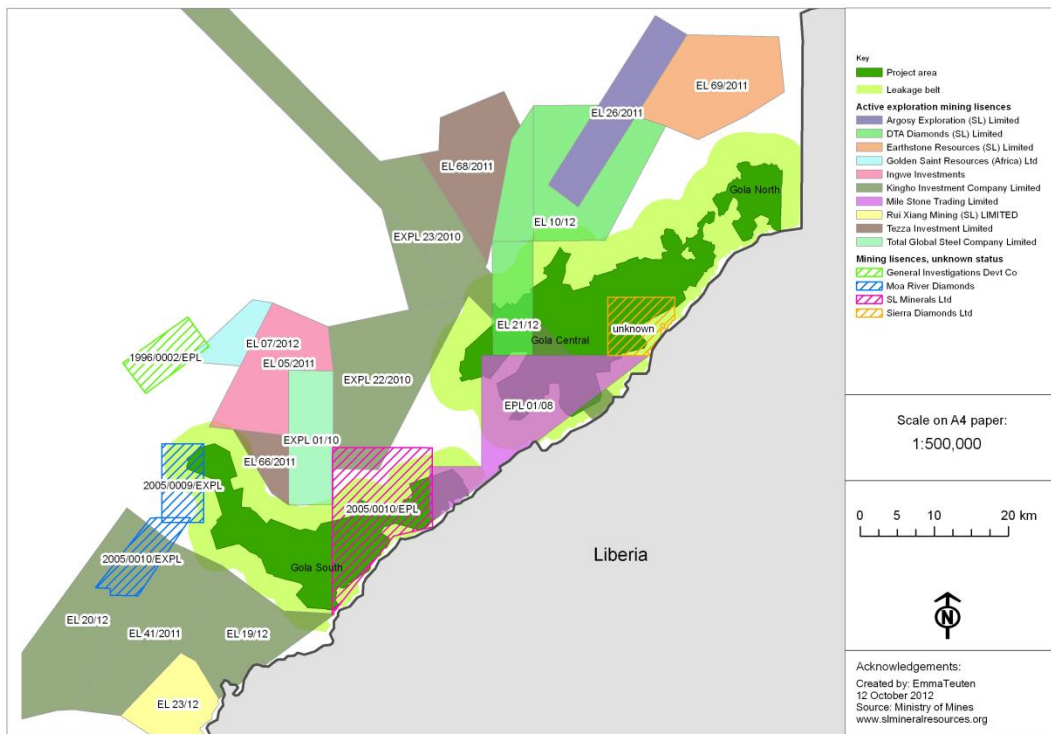 EL 69/2011
EL 26/2011
EL 68/2011
Gola North
EL 10/12
EXPL 23/2010
EL 21/12
unknown
Gola Central
EL 07/2012
1996/0002/EPL
EL 05/2011
EXPL 22/2010
EPL 01/08
EXPL 01/10
EL 66/2011
2005/0009/EXPL
2005/0010/EPL
2005/0010/EXPL
Liberia
Gola South
EL 20/12
EL 41/2011
EL 19/12
EL 23/12
Key
Project area
Leakage belt
Active exploration mining lisences
Argosy Exploration (SL) Limited
DTA Diamonds (SL) Limited
Earthstone Resources (SL) Limited
Golden Saint Resources (Africa) Ltd
Ingwe Investments
Kingho Investment Company Limited
Mile Stone Trading Limited
Rui Xiang Mining (SL) LIMITED
Tezza Investment Limited
Total Global Steel Company Limited
Mining lisences, unknown status
General Investigations Devt Co
Moa River Diamonds
SL Minerals Ltd
Sierra Diamonds Ltd
Scale on A4 paper:
1:500,000
0 5 10 20 km
N
Acknowledgements:
Created by: EmmaTeuten
12 October 2012
Source: Ministry of Mines
www.slmineralresources.org